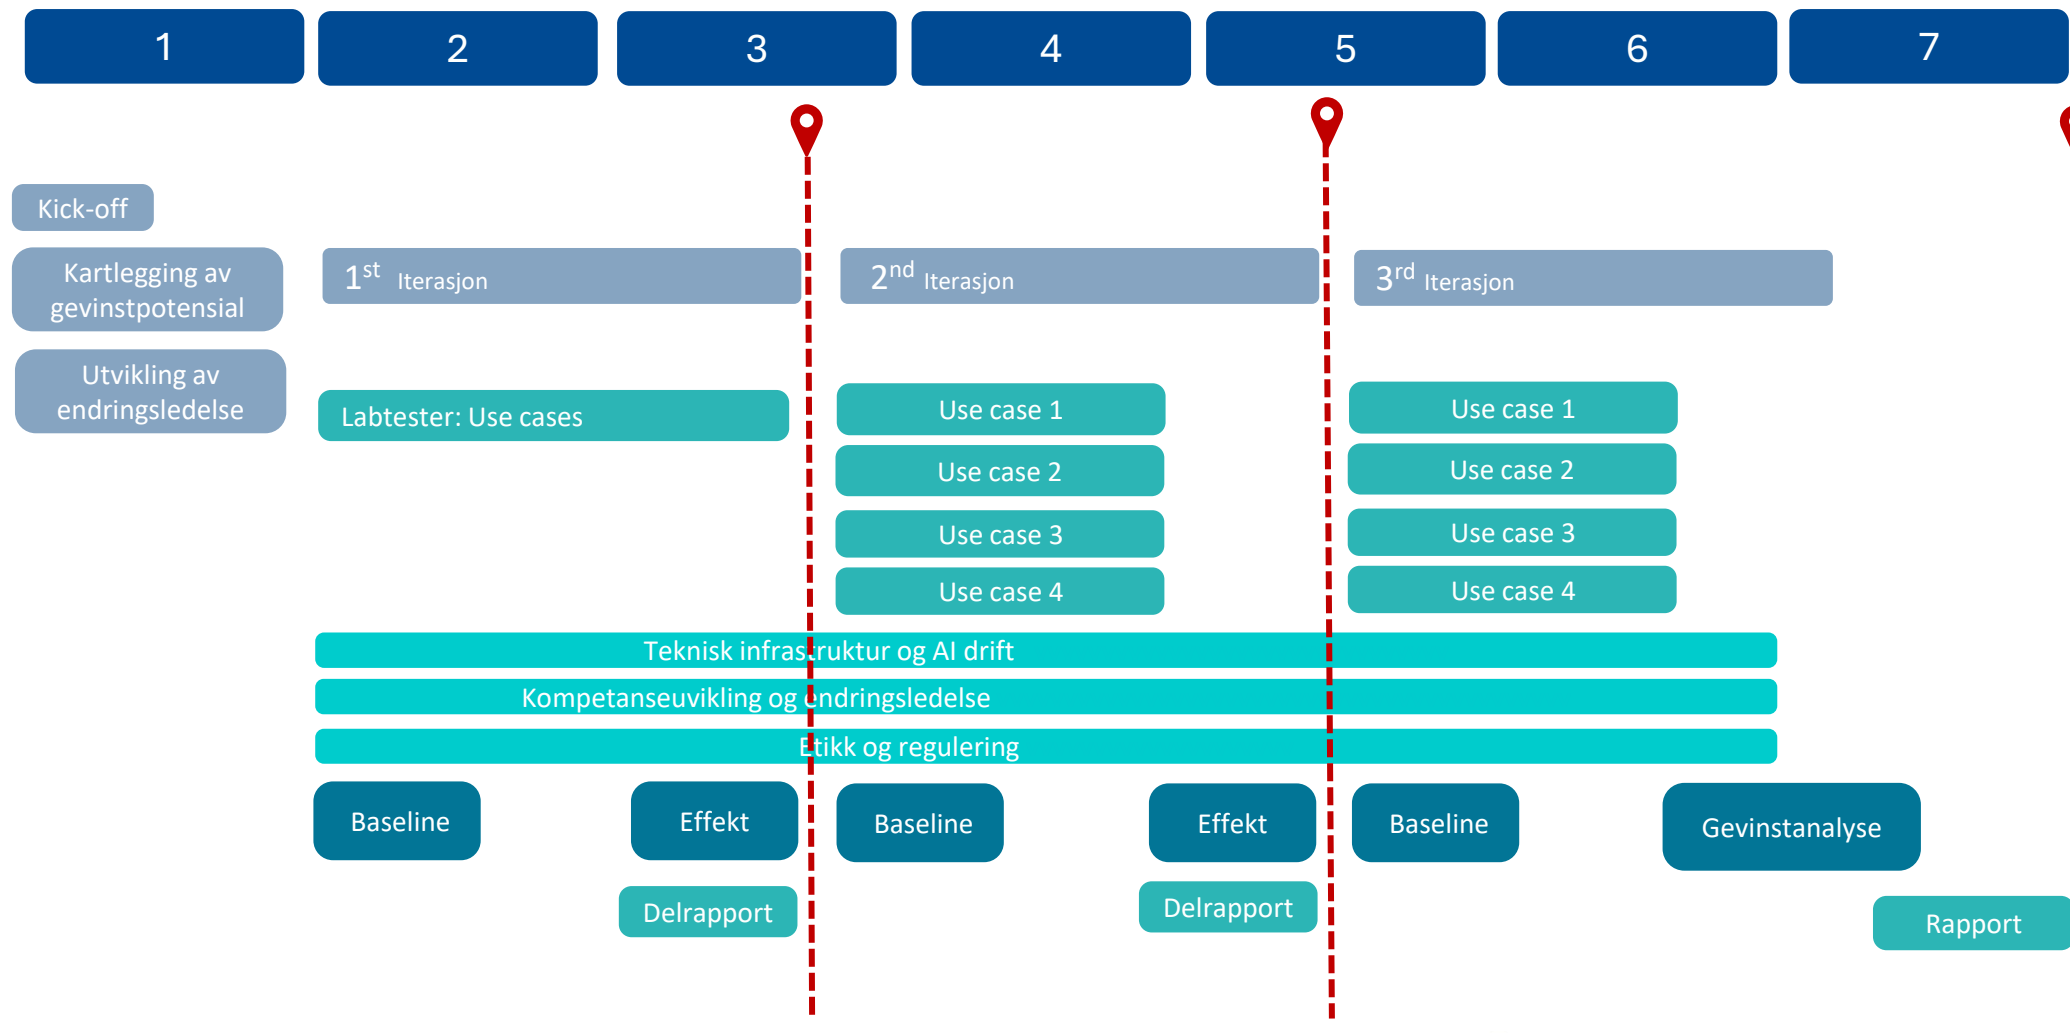 1
2
3
4
5
6
7
Kick-off
Kartlegging av
gevinstpotensial
1st Iterasjon
2nd Iterasjon
3rd Iterasjon
Utvikling av
endringsledelse
Labtester: Use cases
Use case 1
Use case 2
Use case 3
Use case 4
Use case 1
Use case 2
Use case 3
Use case 4
Teknisk infrastruktur og AI drift
Kompetanseuvikling og endringsledelse
Etikk og regulering
Baseline
Effekt
Baseline
Effekt
Baseline
Gevinstanalyse
Delrapport
Delrapport
Rapport